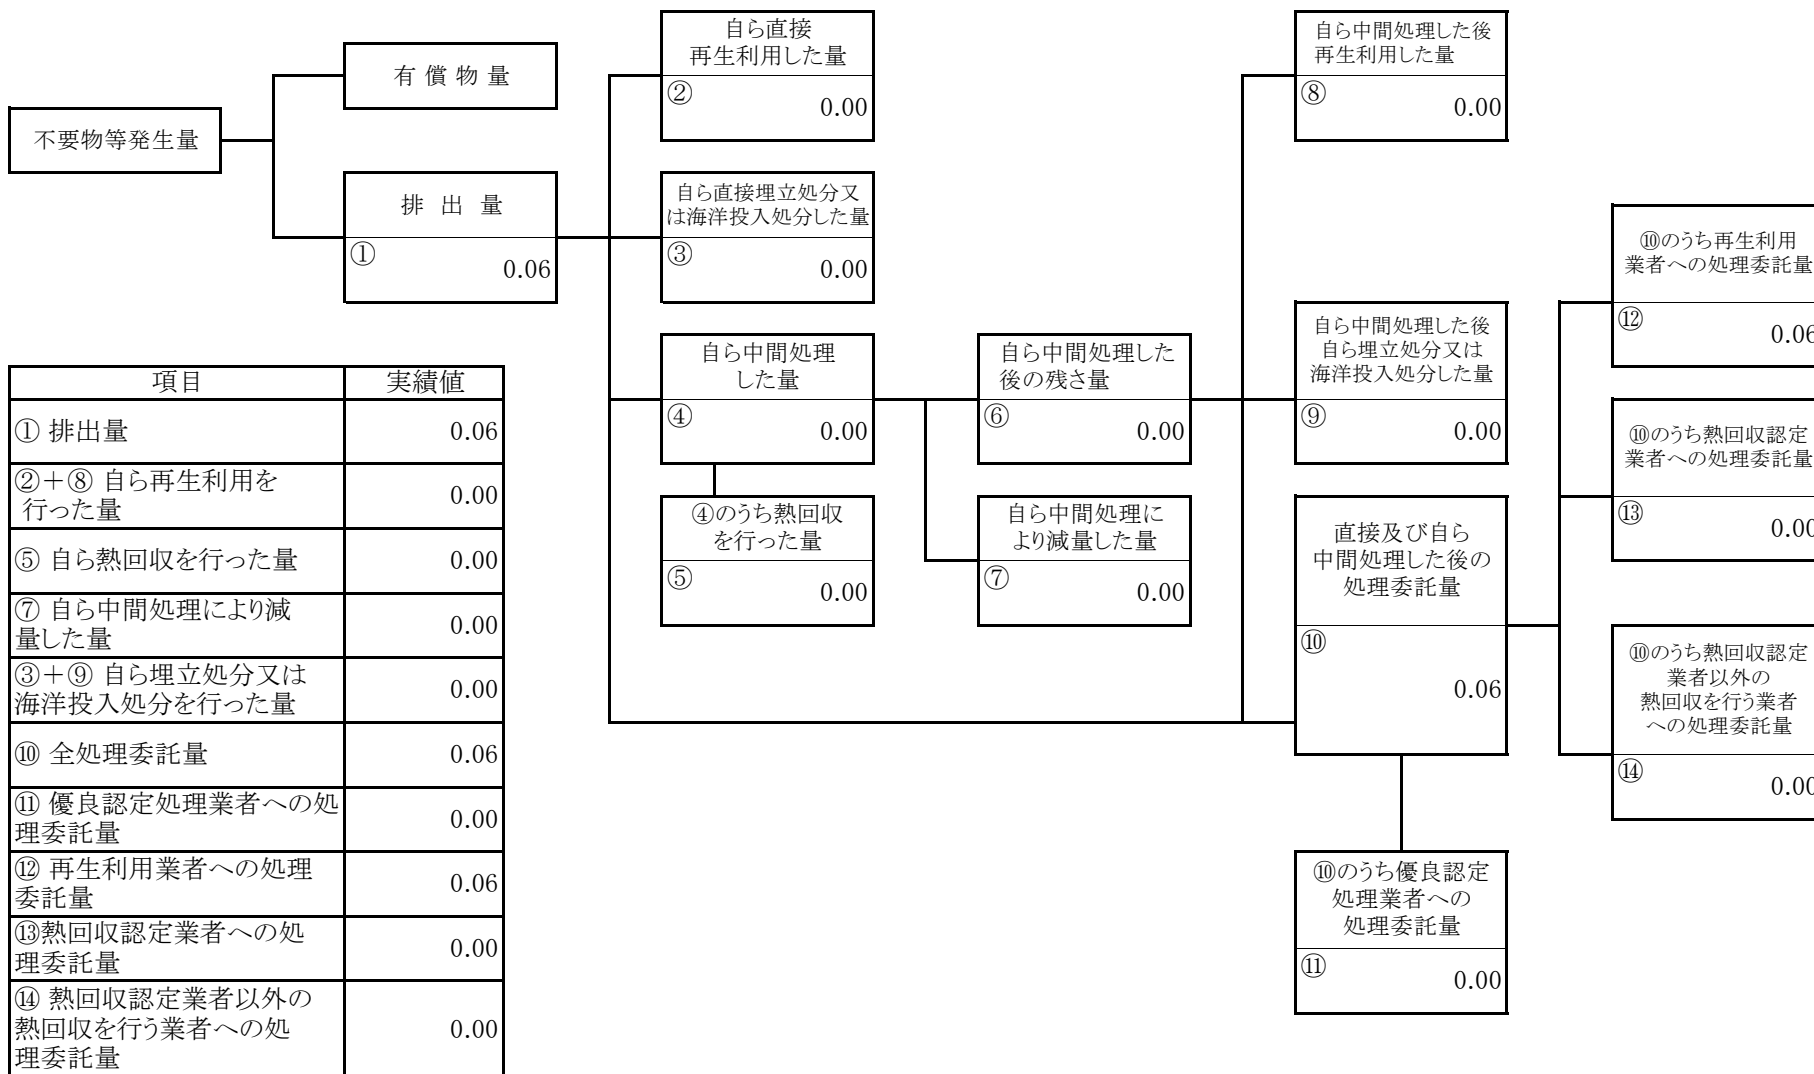 不要物等発生量
有 償 物 量
排 出 量
①
0.06
自ら直接
再生利用した量
②
0.00
自ら直接埋立処分又
は海洋投入処分した量
③
0.00
自ら中間処理
した量
④
0.00
④のうち熱回収
を行った量
⑤
0.00
自ら中間処理した
後の残さ量
⑥
0.00
自ら中間処理に
より減量した量
⑦
0.00
自ら中間処理した後
再生利用した量
⑧
0.00
自ら中間処理した後
自ら埋立処分又は
海洋投入処分した量
⑨
0.00
直接及び自ら
中間処理した後の
処理委託量
⑩
0.06
⑩のうち優良認定
処理業者への
処理委託量
⑪
0.00
⑩のうち再生利用
業者への処理委託量
⑫
0.06
⑩のうち熱回収認定
業者への処理委託量
⑬
0.00
⑩のうち熱回収認定
業者以外の
熱回収を行う業者
への処理委託量
⑭
0.00
項目 実績値
① 排出量 0.06
②+⑧ 自ら再生利用を
行った量 0.00
⑤ 自ら熱回収を行った量 0.00
⑦ 自ら中間処理により減
量した量 0.00
③+⑨ 自ら埋立処分又は
海洋投入処分を行った量 0.00
⑩ 全処理委託量 0.06
⑪ 優良認定処理業者への処
理委託量 0.00
⑫ 再生利用業者への処理
委託量 0.06
⑬熱回収認定業者への処
理委託量 0.00
⑭ 熱回収認定業者以外の
熱回収を行う業者への処
理委託量 0.00